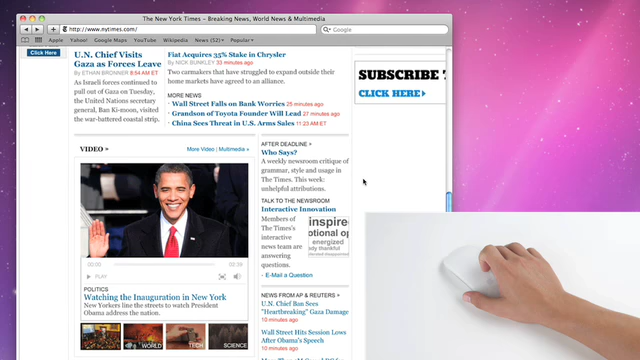 The New York Times - Breaking News, World News & Multimedia
http://www.nytimes.com/
Google
Apple Yahoo! Google Maps YouTube Wikipedia News (52) Popular
Click Here
U.N. Chief Visits
Gaza as Forces Leave
By ETHAN BRONNER 8:54 AM ET
As Israeli forces continued to
pull out of Gaza on Tuesday,
the United Nations secretary
general, Ban Ki-moon, visited
the war-battered coastal strip.
Fiat Acquires 35% Stake in Chrysler
By NICK BUNKLEY 33 minutes ago
Two carmakers that have struggled to expand outside their
home markets have agreed to an alliance.
MORE NEWS
Wall Street Falls on Bank Worries 25 minutes ago
Grandson of Toyota Founder Will Lead 27 minutes ago
China Sees Threat in U.S. Arms Sales 11:23 AM ET
SUBSCRIBE T
CLICK HERE
VIDEO »
More Video | Multimedia »
00:00 02:36
PLAY
POLITICS
Watching the Inauguration in New York
New Yorkers line the streets to watch President
Obama address the nation.
WORLD
TECH
SCIENCE
AFTER DEADLINE »
Who Says?
A weekly newsroom critique of
grammar, style and usage in
The Times. This week:
unhelpful attributions.
TALK TO THE NEWSROOM
Interactive Innovation
Members of
The Times's
interactive
news team are
answering
questions.
E-Mail a Question
inspire
energized
NEWS FROM AP & REUTERS »
U.S. Chief Ban Sees
"Heartbreaking" Gaza Damage
10 minutes ago
Wall Street Hits Session Lows
After Obama's Speech
10 minutes ago